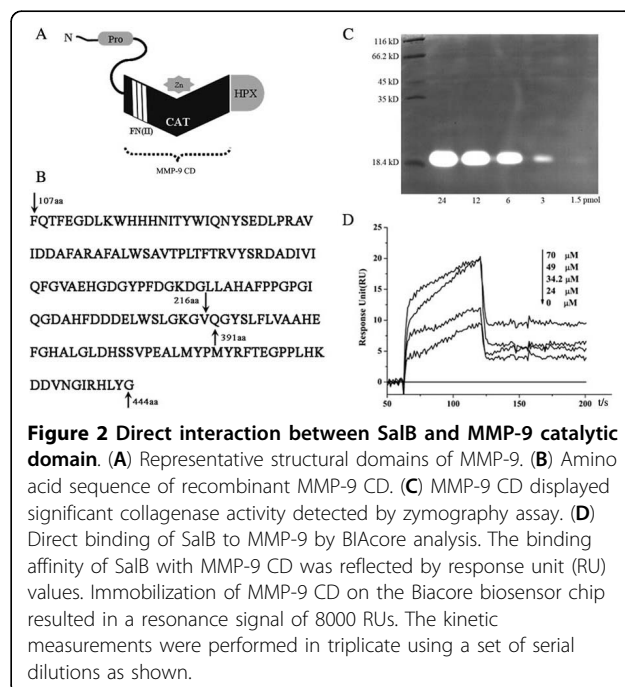 A
N
Pro
Zn
HPX
CAT
FN(II)
MMP-9 CD
B
107aa
FQTFEGDLKWHHHNITYWIQNYSEDLPRAV
IDDAFARAFALWSAVTPLTFTRVYSRDADIVI
QFGVAEHGDGYPFDGKDGLLAHAFPPGPGI
216aa
QGDAHFDDDELWSLGKGVQGYSLFLVAAHE
391aa
FGHALGLDHSSVPEALMYPMYRFTEGPPLHK
DDVNGIRHLYG
444aa
C
116 kD
66.2 kD
45 kD
35 kD
18.4 kD
24 12 6 3 1.5 pmol
D
Response Unit(RU)
25
20
15
10
5
0
70 μM
49 μM
34.2 μM
24 μM
0 μM
50 100 150 200 t/s
Figure 2 Direct interaction between SalB and MMP-9 catalytic
domain. (A) Representative structural domains of MMP-9. (B) Amino
acid sequence of recombinant MMP-9 CD. (C) MMP-9 CD displayed
significant collagenase activity detected by zymography assay. (D)
Direct binding of SalB to MMP-9 by BIAcore analysis. The binding
affinity of SalB with MMP-9 CD was reflected by response unit (RU)
values. Immobilization of MMP-9 CD on the Biacore biosensor chip
resulted in a resonance signal of 8000 RUs. The kinetic
measurements were performed in triplicate using a set of serial
dilutions as shown.